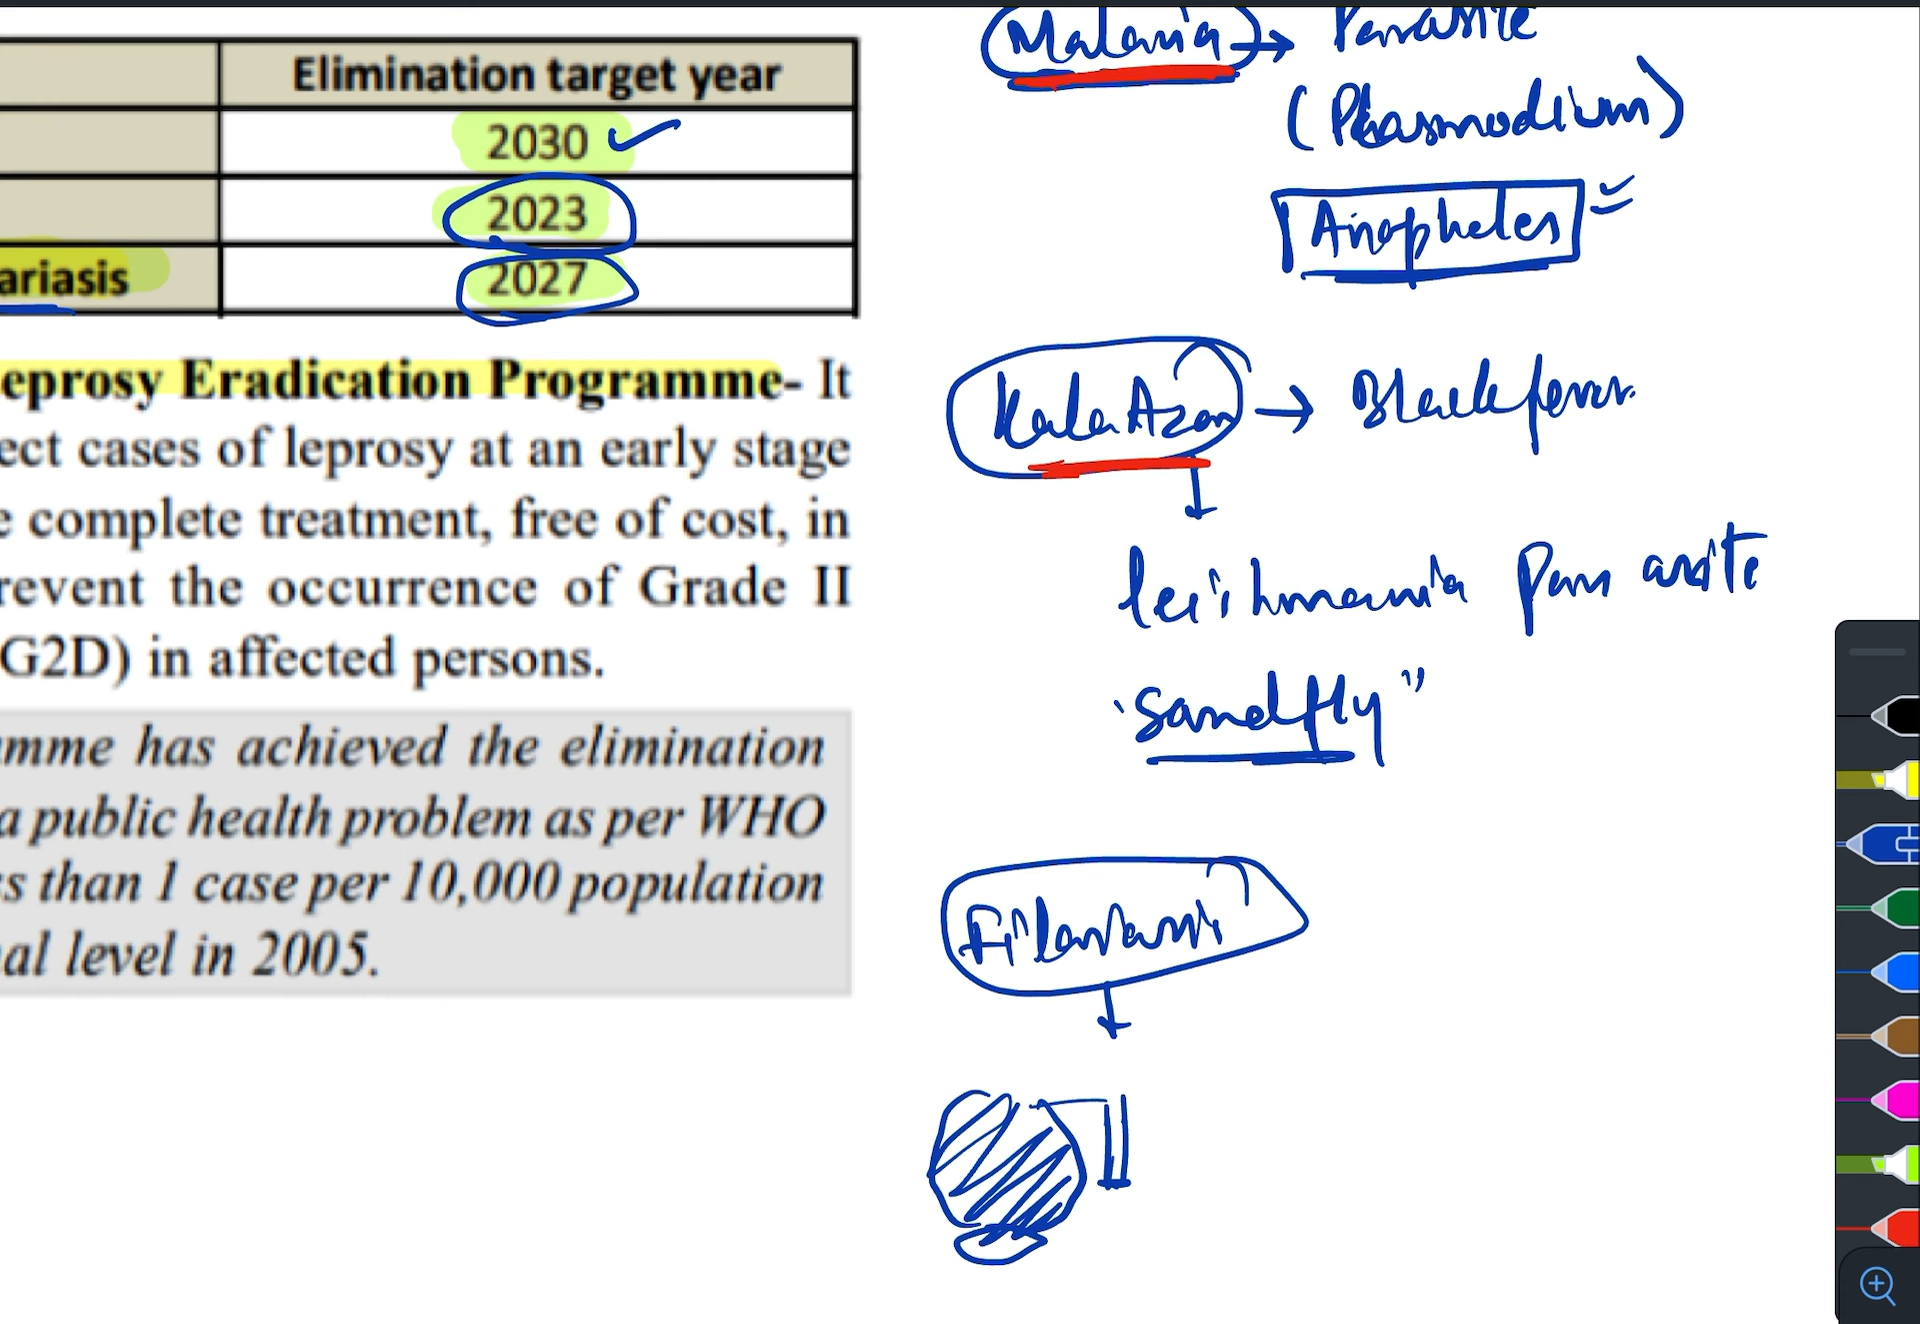 Elimination target year
2030
2023
ariasis
2027
eprosy Eradication Programme- It
ect cases of leprosy at an early stage
e complete treatment, free of cost, in
revent the occurrence of Grade II
G2D) in affected persons.
mme has achieved the elimination
a public health problem as per WHO
s than 1 case per 10,000 population
al level in 2005.
Malaria → Parasite
(Plasmodium)
Anopheles
Kala Azar → Black fever
leishmania Parasite
"Sandfly"
Filariasis